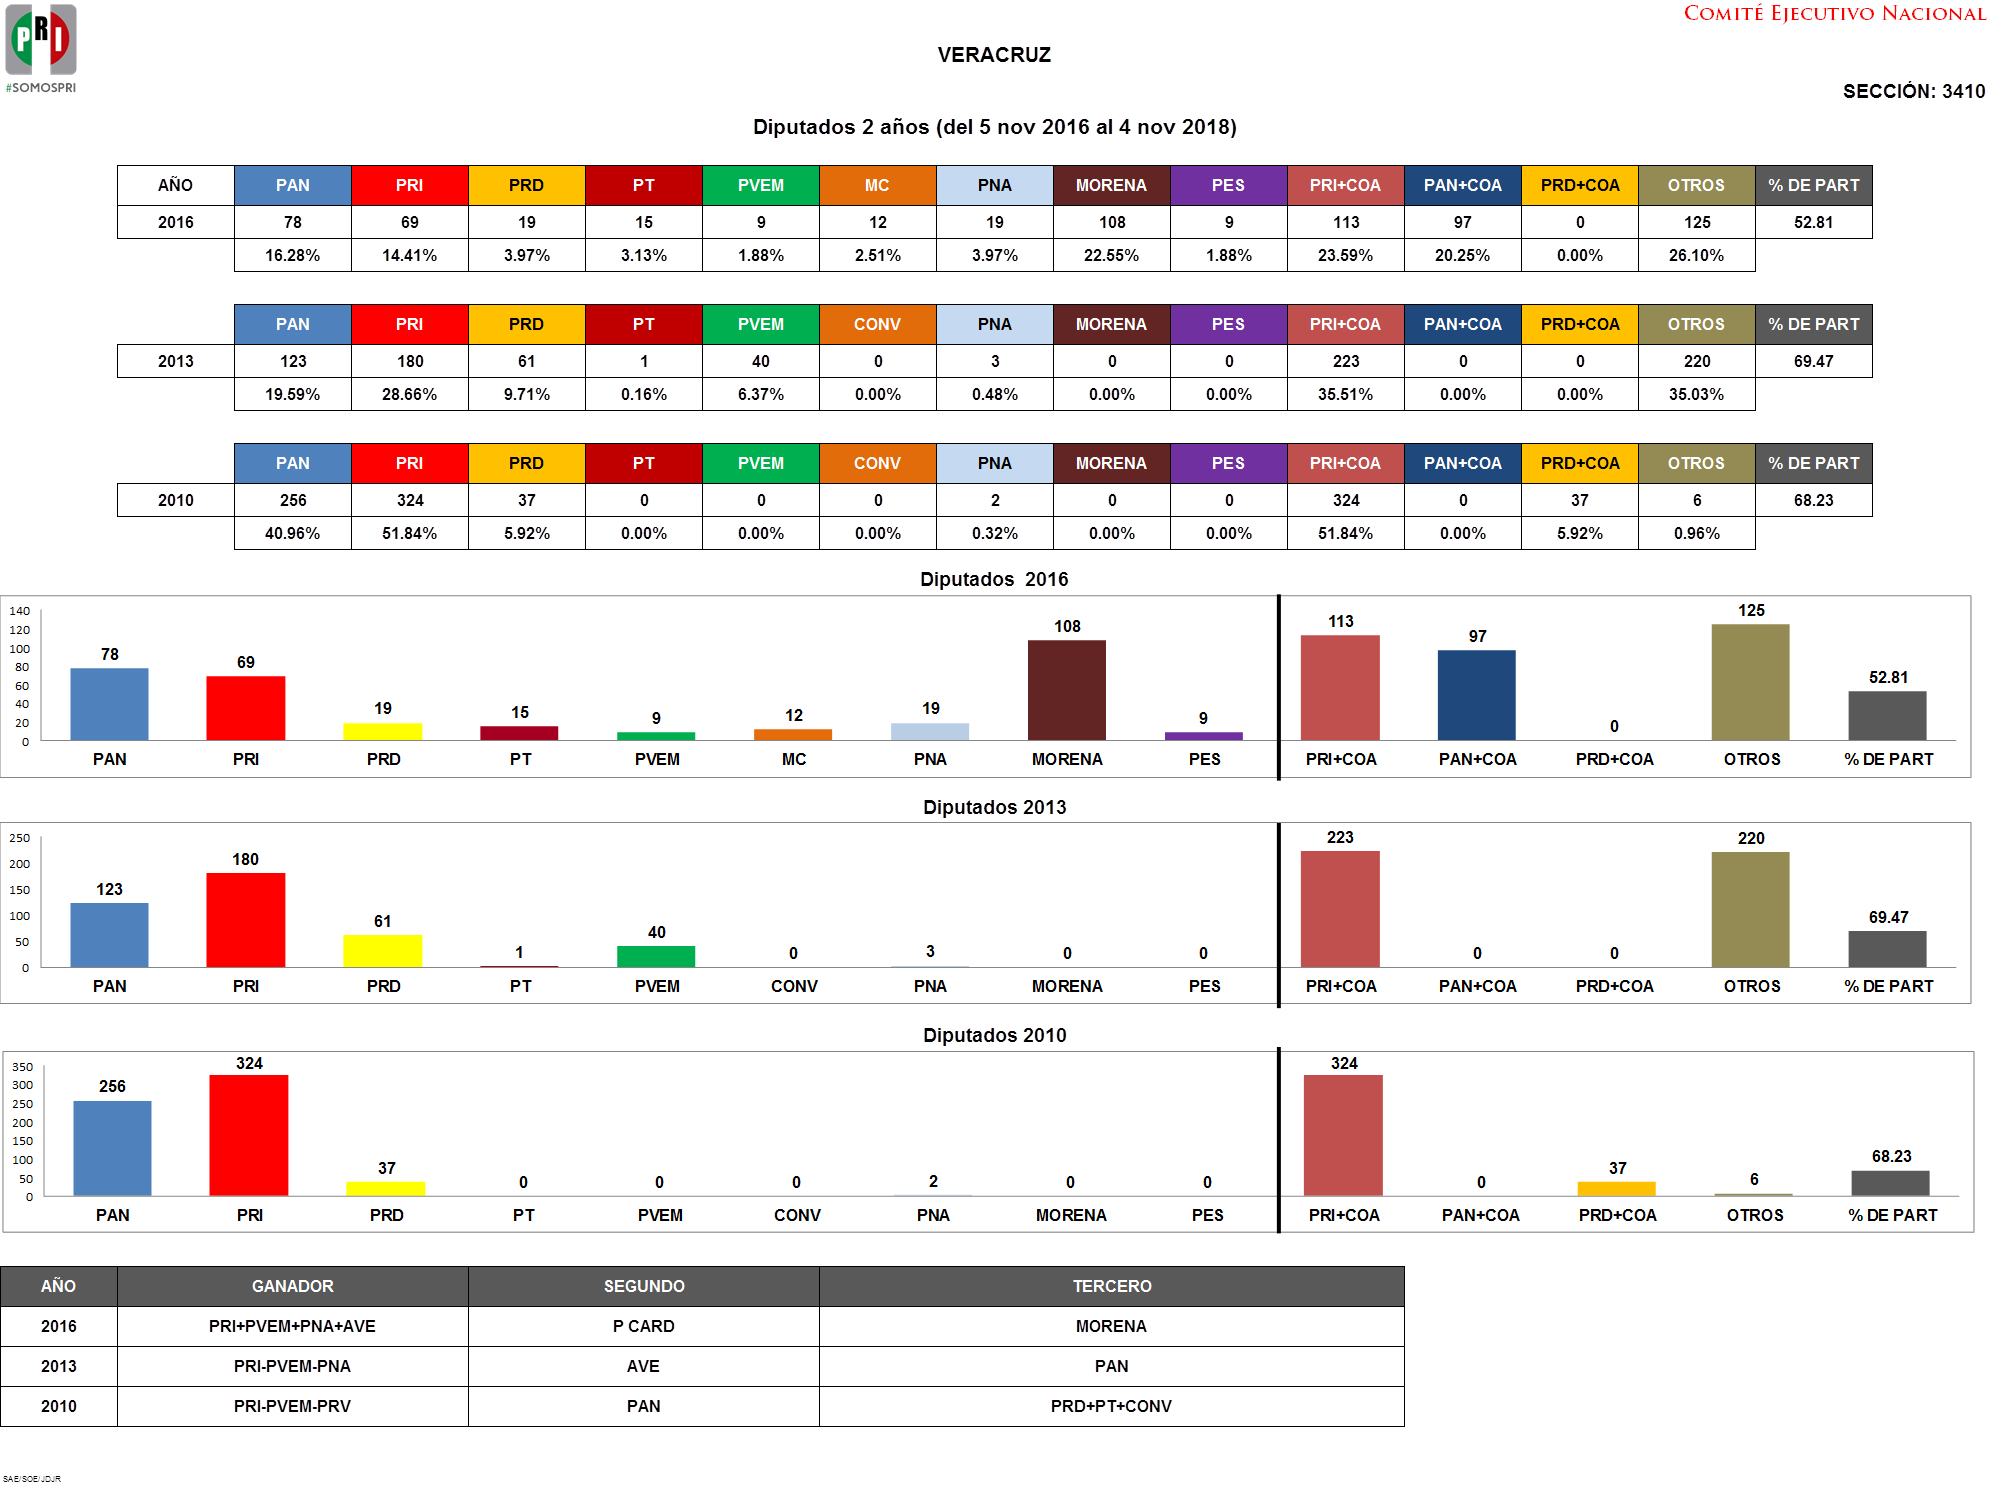 PRI
#SOMOSPRI
COMITÉ EJECUTIVO NACIONAL
VERACRUZ
SECCIÓN: 3410
Diputados 2 años (del 5 nov 2016 al 4 nov 2018)
AÑO PAN PRI PRD PT PVEM MC PNA MORENA PES PRI+COA PAN+COA PRD+COA OTROS % DE PART
2016 78 69 19 15 9 12 19 108 9 113 97 0 125 52.81
16.28% 14.41% 3.97% 3.13% 1.88% 2.51% 3.97% 22.55% 1.88% 23.59% 20.25% 0.00% 26.10%
PAN PRI PRD PT PVEM CONV PNA MORENA PES PRI+COA PAN+COA PRD+COA OTROS % DE PART
2013 123 180 61 1 40 0 3 0 0 223 0 0 220 69.47
19.59% 28.66% 9.71% 0.16% 6.37% 0.00% 0.48% 0.00% 0.00% 35.51% 0.00% 0.00% 35.03%
PAN PRI PRD PT PVEM CONV PNA MORENA PES PRI+COA PAN+COA PRD+COA OTROS % DE PART
2010 256 324 37 0 0 0 2 0 0 324 0 37 6 68.23
40.96% 51.84% 5.92% 0.00% 0.00% 0.00% 0.32% 0.00% 0.00% 51.84% 0.00% 5.92% 0.96%
Diputados 2016
140
120
100
80
60
40
20
0
78 69 19 15 9 12 19 108 9 113 97 0 125 52.81
PAN PRI PRD PT PVEM MC PNA MORENA PES PRI+COA PAN+COA PRD+COA OTROS % DE PART
Diputados 2013
250
200
150
100
50
0
123 180 61 1 40 0 3 0 0 223 0 0 220 69.47
PAN PRI PRD PT PVEM CONV PNA MORENA PES PRI+COA PAN+COA PRD+COA OTROS % DE PART
Diputados 2010
350
300
250
200
150
100
50
0
256 324 37 0 0 0 2 0 0 324 0 37 6 68.23
PAN PRI PRD PT PVEM CONV PNA MORENA PES PRI+COA PAN+COA PRD+COA OTROS % DE PART
AÑO GANADOR SEGUNDO TERCERO
2016 PRI+PVEM+PNA+AVE P CARD MORENA
2013 PRI-PVEM-PNA AVE PAN
2010 PRI-PVEM-PRV PAN PRD+PT+CONV
SAE/SOE/JDJR